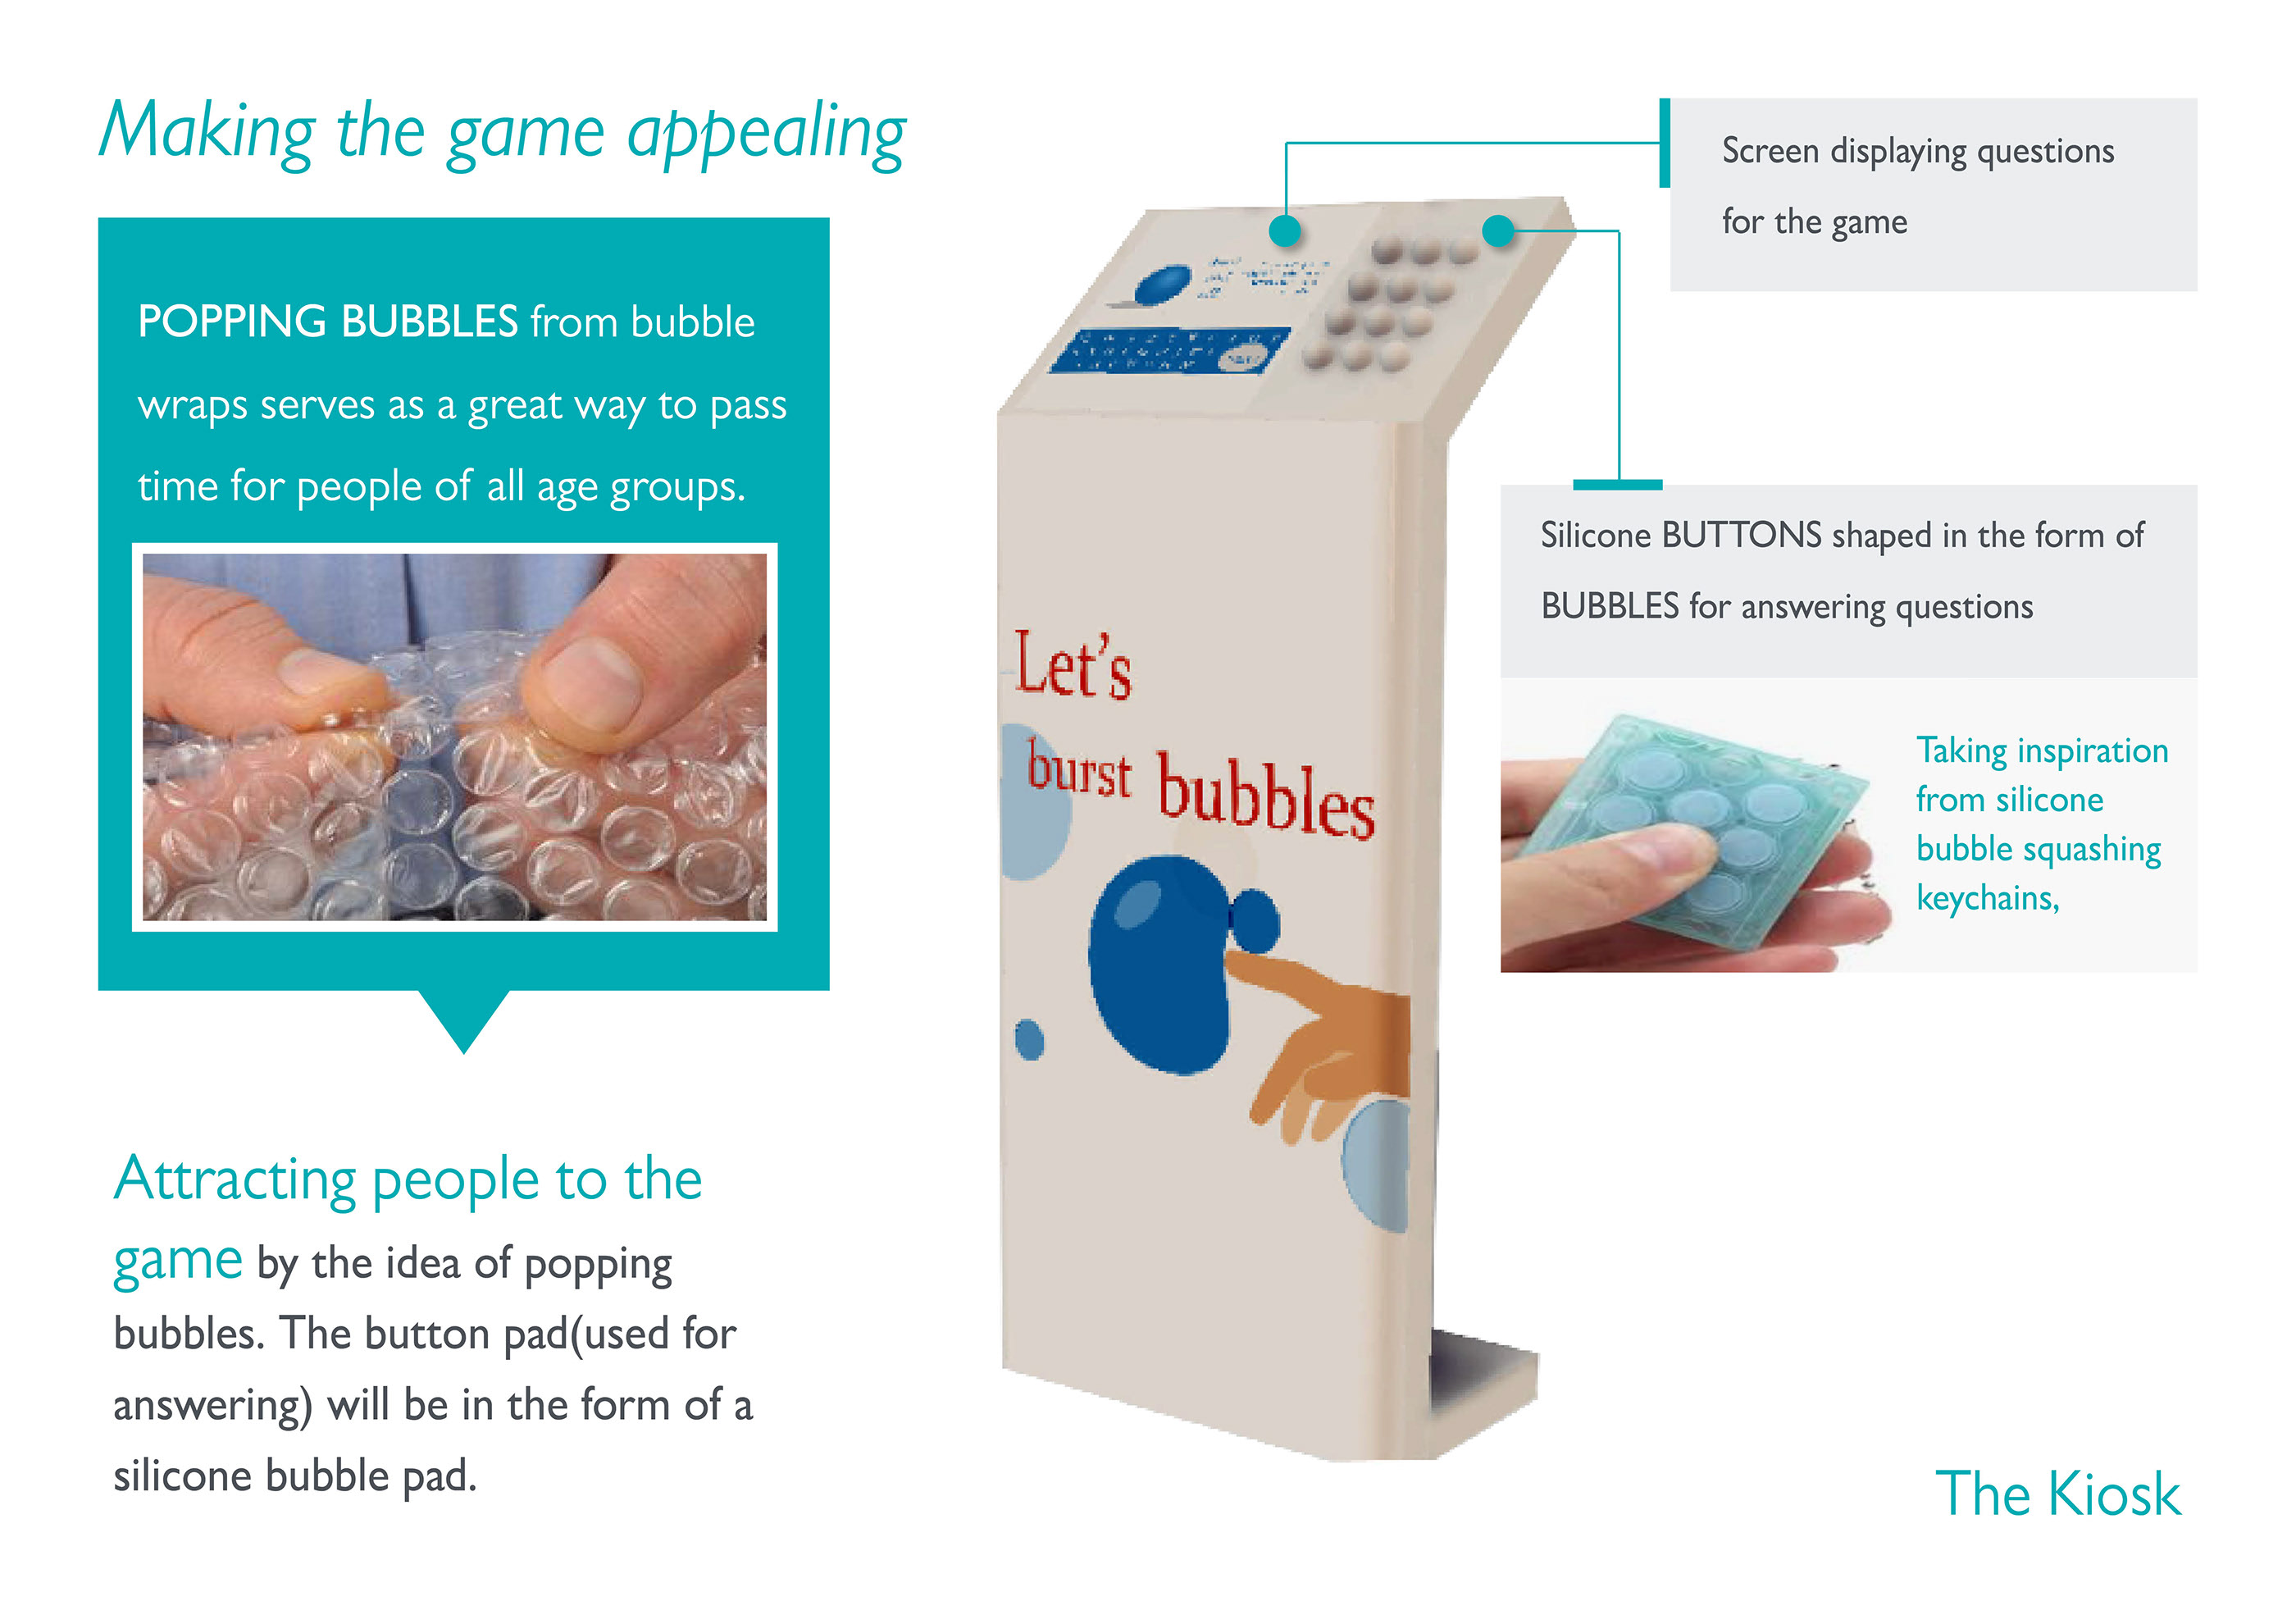 Making the game appealing
POPPING BUBBLES from bubble
wraps serves as a great way to pass
time for people of all age groups.
Attracting people to the
game by the idea of popping
bubbles. The button pad(used for
answering) will be in the form of a
silicone bubble pad.
Let's
burst bubbles
Screen displaying questions
for the game
Silicone BUTTONS shaped in the form of
BUBBLES for answering questions
Taking inspiration
from silicone
bubble squashing
keychains,
The Kiosk